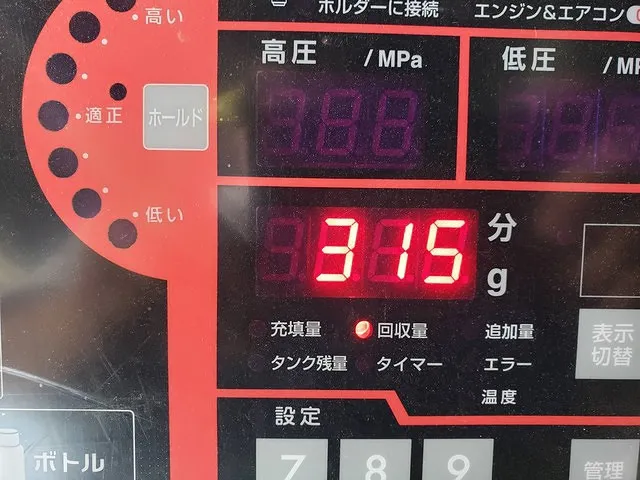 ホルダーに接続
エンジン&エアコン
高い
適正
ホールド
低い
高圧 /MPa
低圧 /MP
315
分
g
充填量
回収量
追加量
タンク残量
タイマー
エラー
温度
表示
切替
設定
7 8 9
管理
ボトル